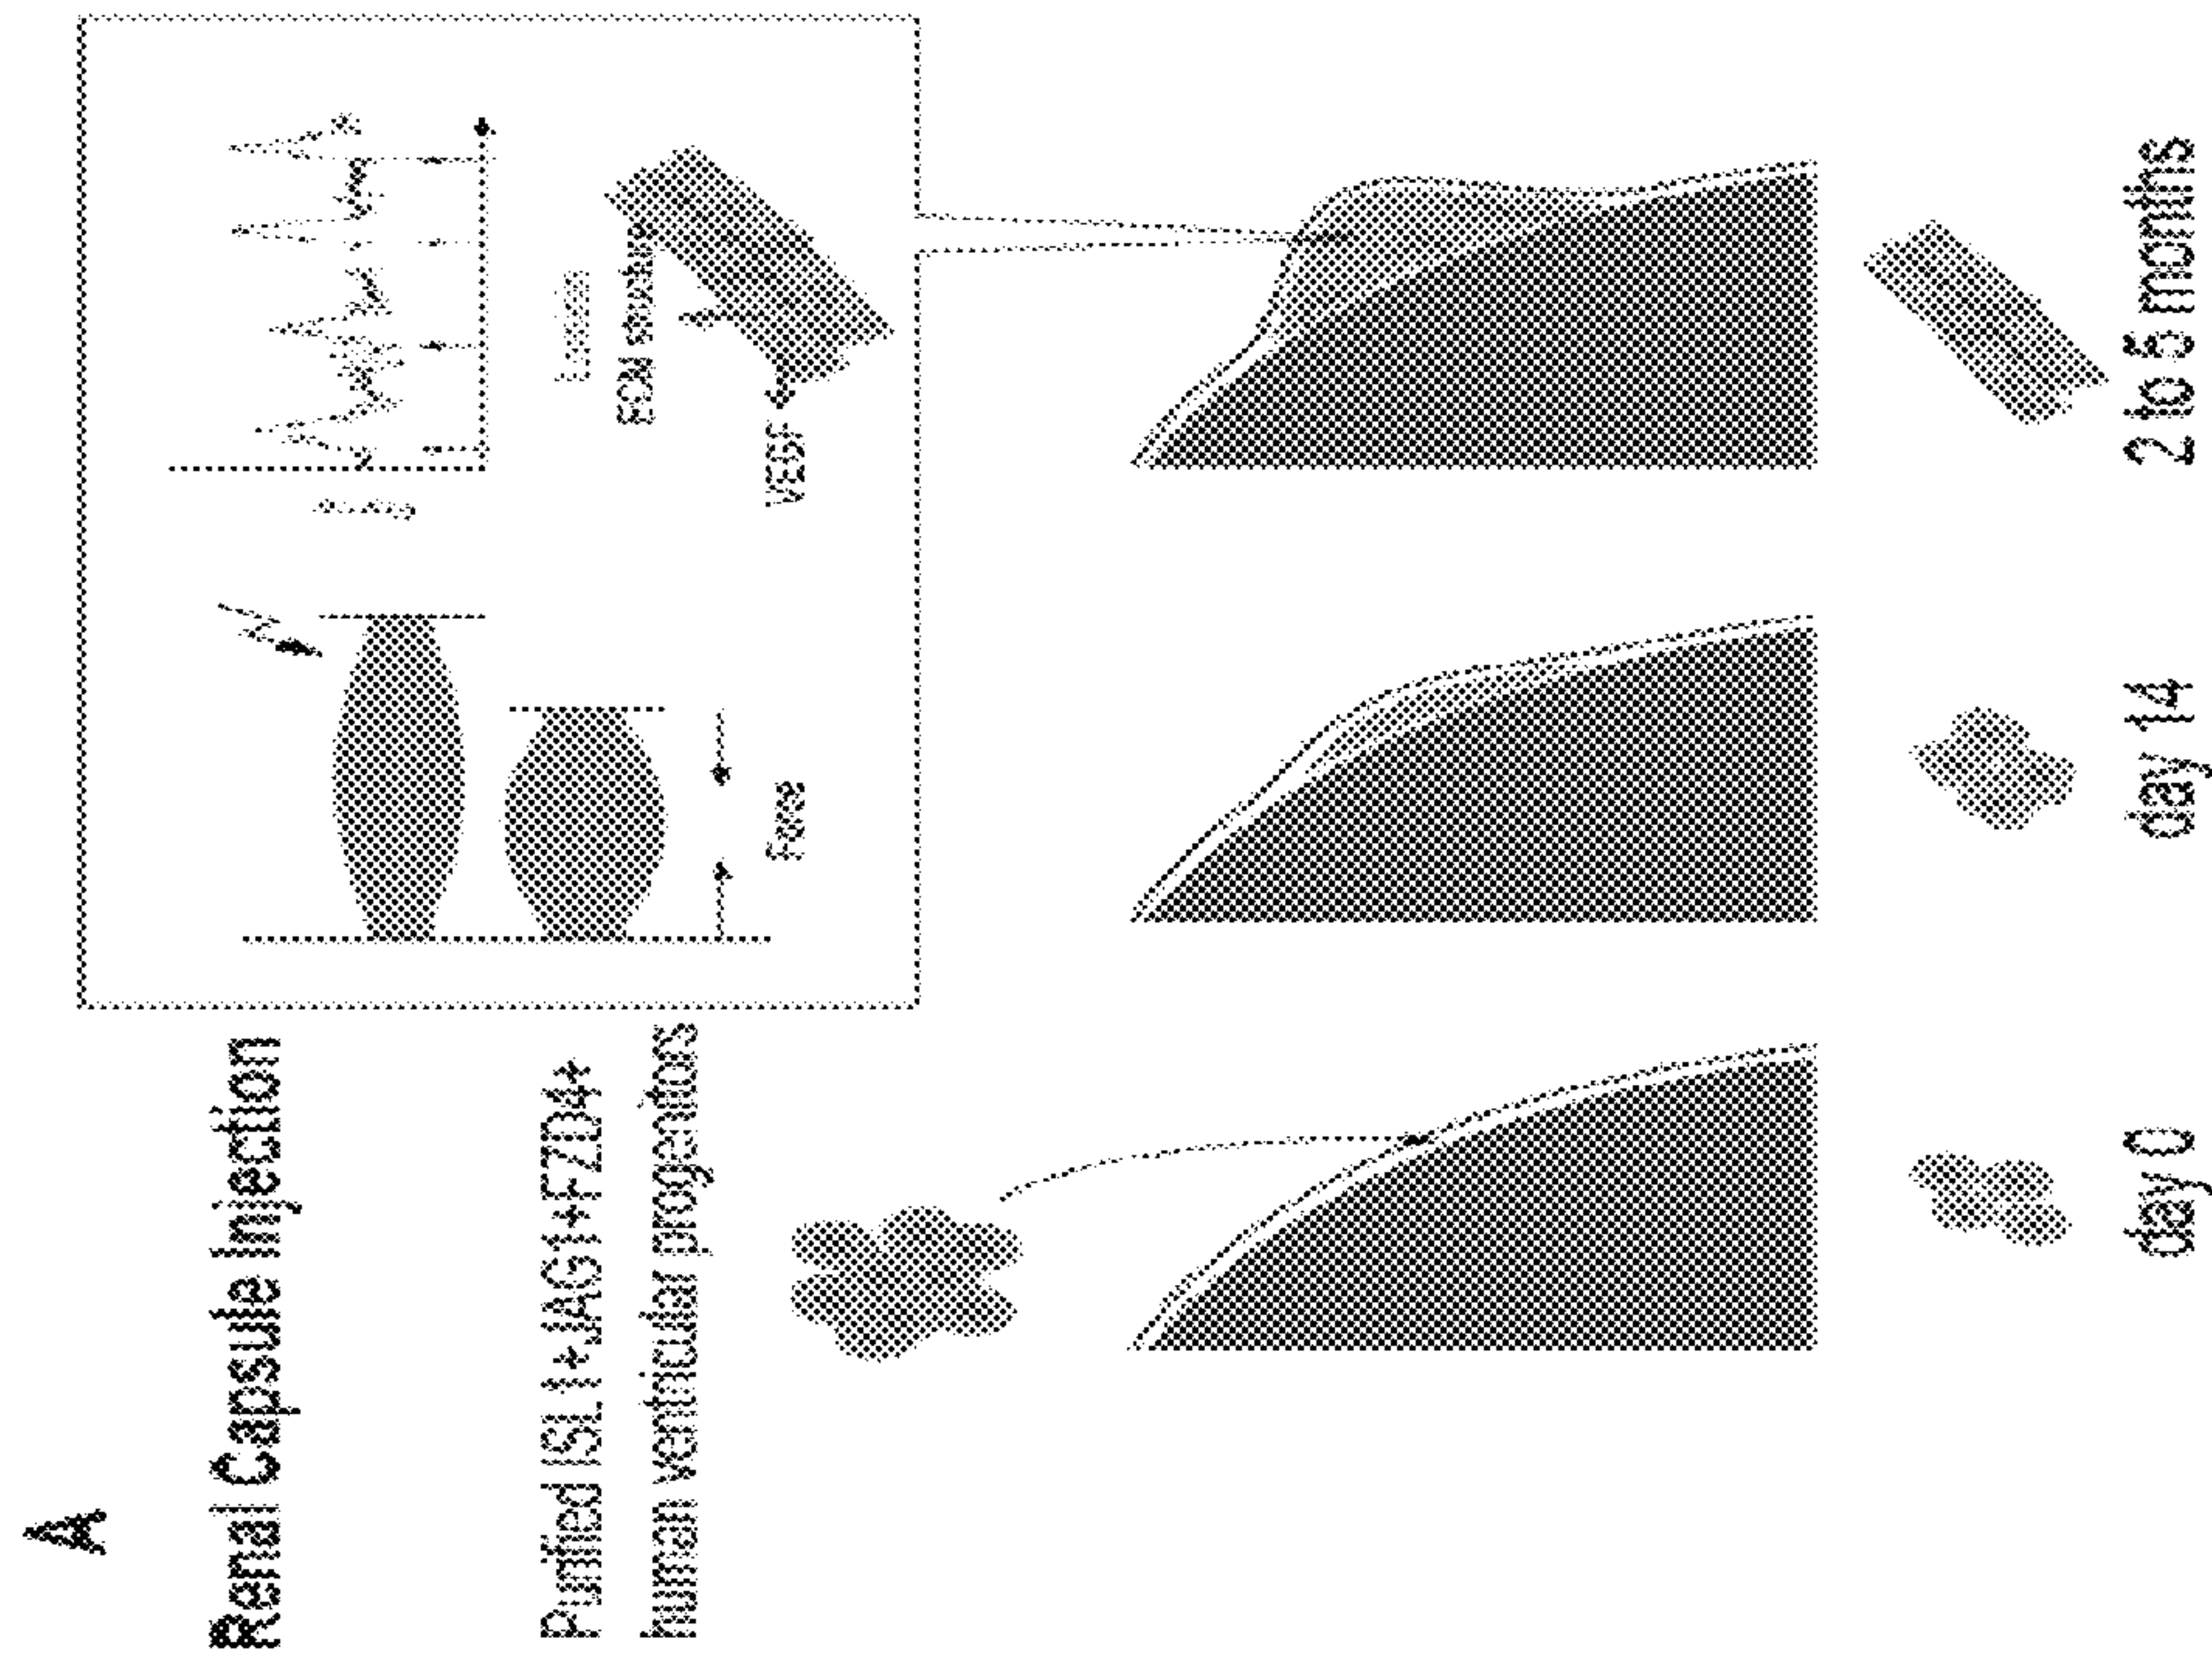 A
Renal Capsule Injection
Purified ISL1+JAG1+FZD4+
human ventricular progenitors
Force
ECM structure
VEGF
day 0
day 14
2 to 5 months